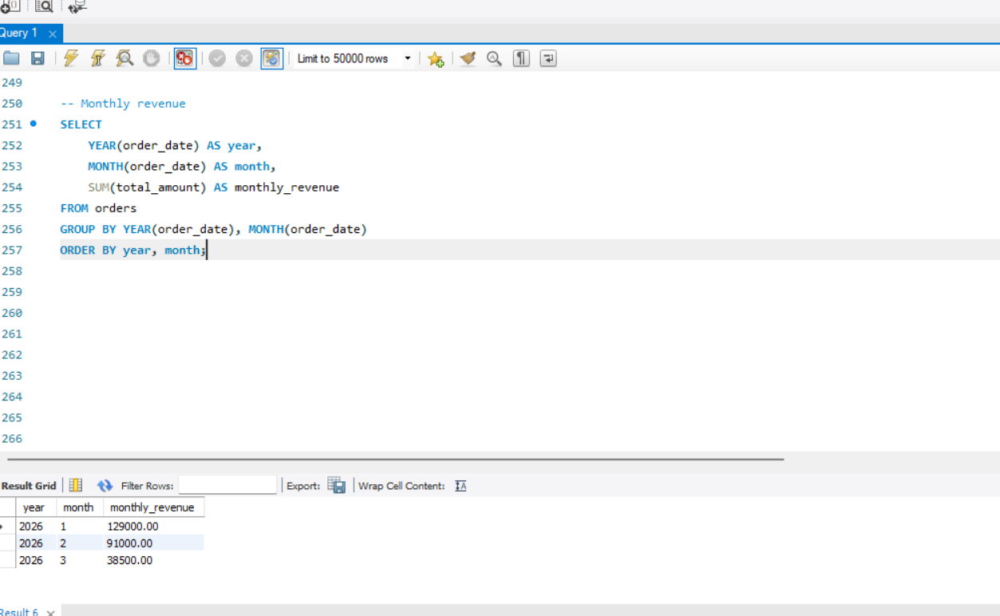 Query 1
Limit to 50000 rows
249
250 -- Monthly revenue
251 SELECT
252 YEAR(order_date) AS year,
253 MONTH(order_date) AS month,
254 SUM(total_amount) AS monthly_revenue
255 FROM orders
256 GROUP BY YEAR(order_date), MONTH(order_date)
257 ORDER BY year, month;
258
259
260
261
262
263
264
265
266
Result Grid Filter Rows: Export: Wrap Cell Content:
year month monthly_revenue
2026 1 129000.00
2026 2 91000.00
2026 3 38500.00
Result 6